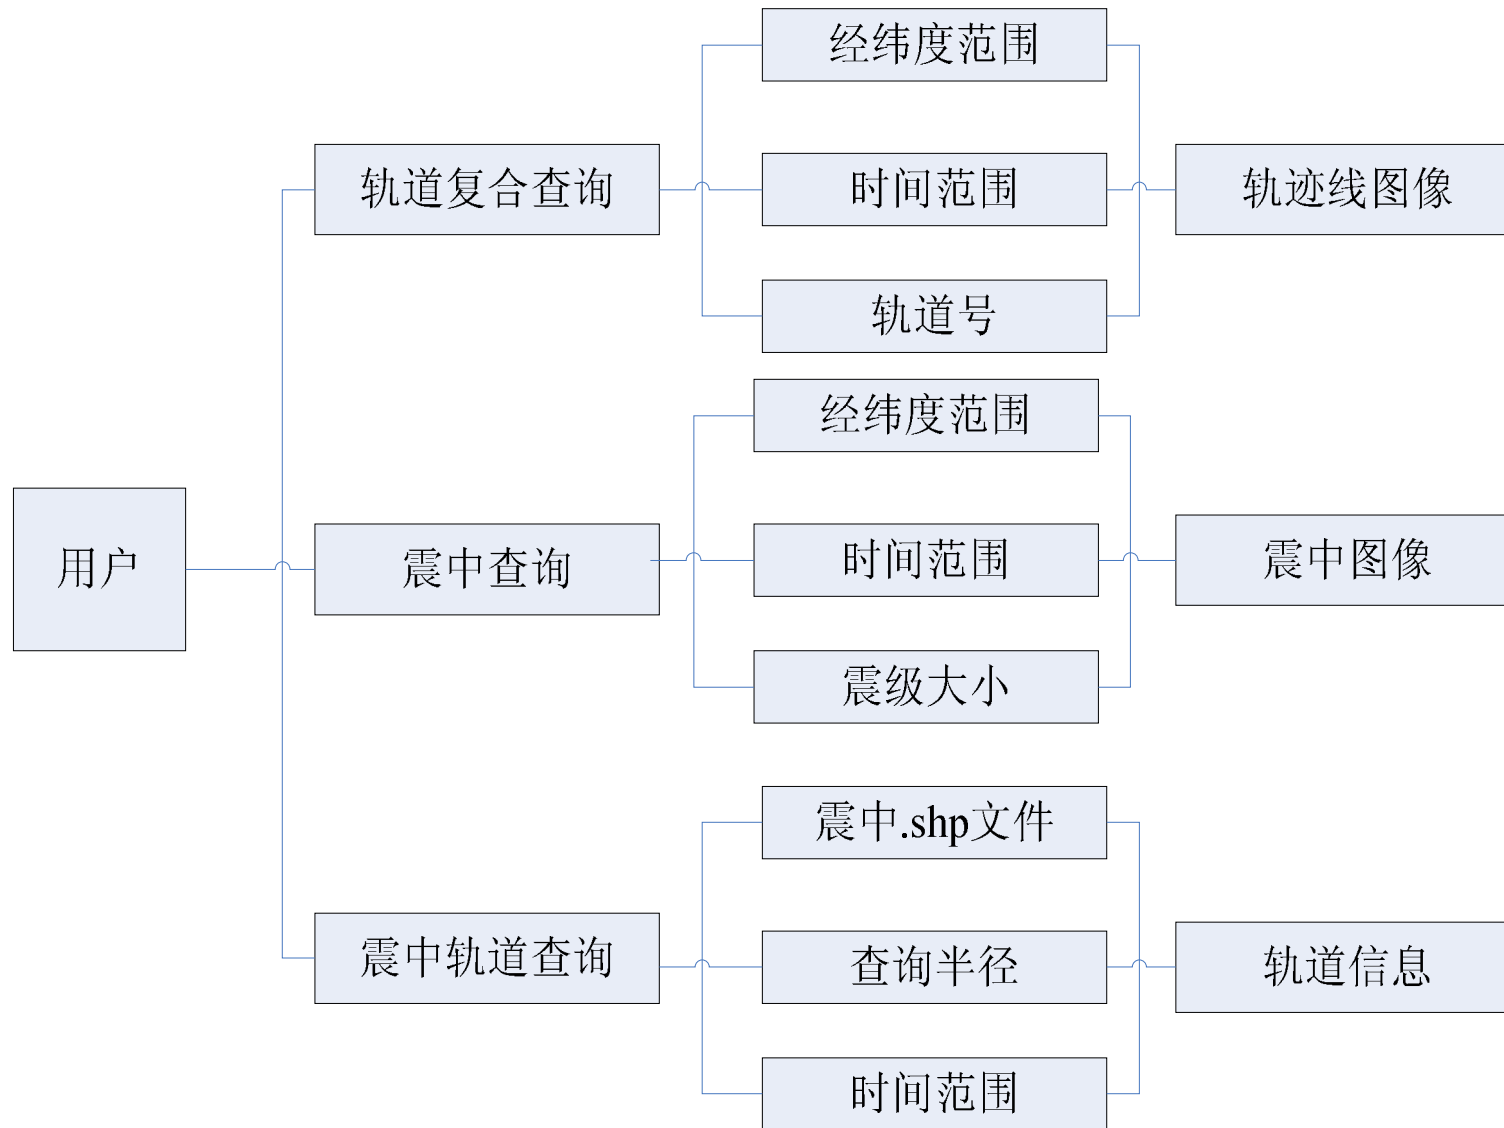 用户
轨道复合查询
经纬度范围
时间范围
轨道号
轨迹线图像
震中查询
经纬度范围
时间范围
震级大小
震中图像
震中轨道查询
震中.shp文件
查询半径
时间范围
轨道信息